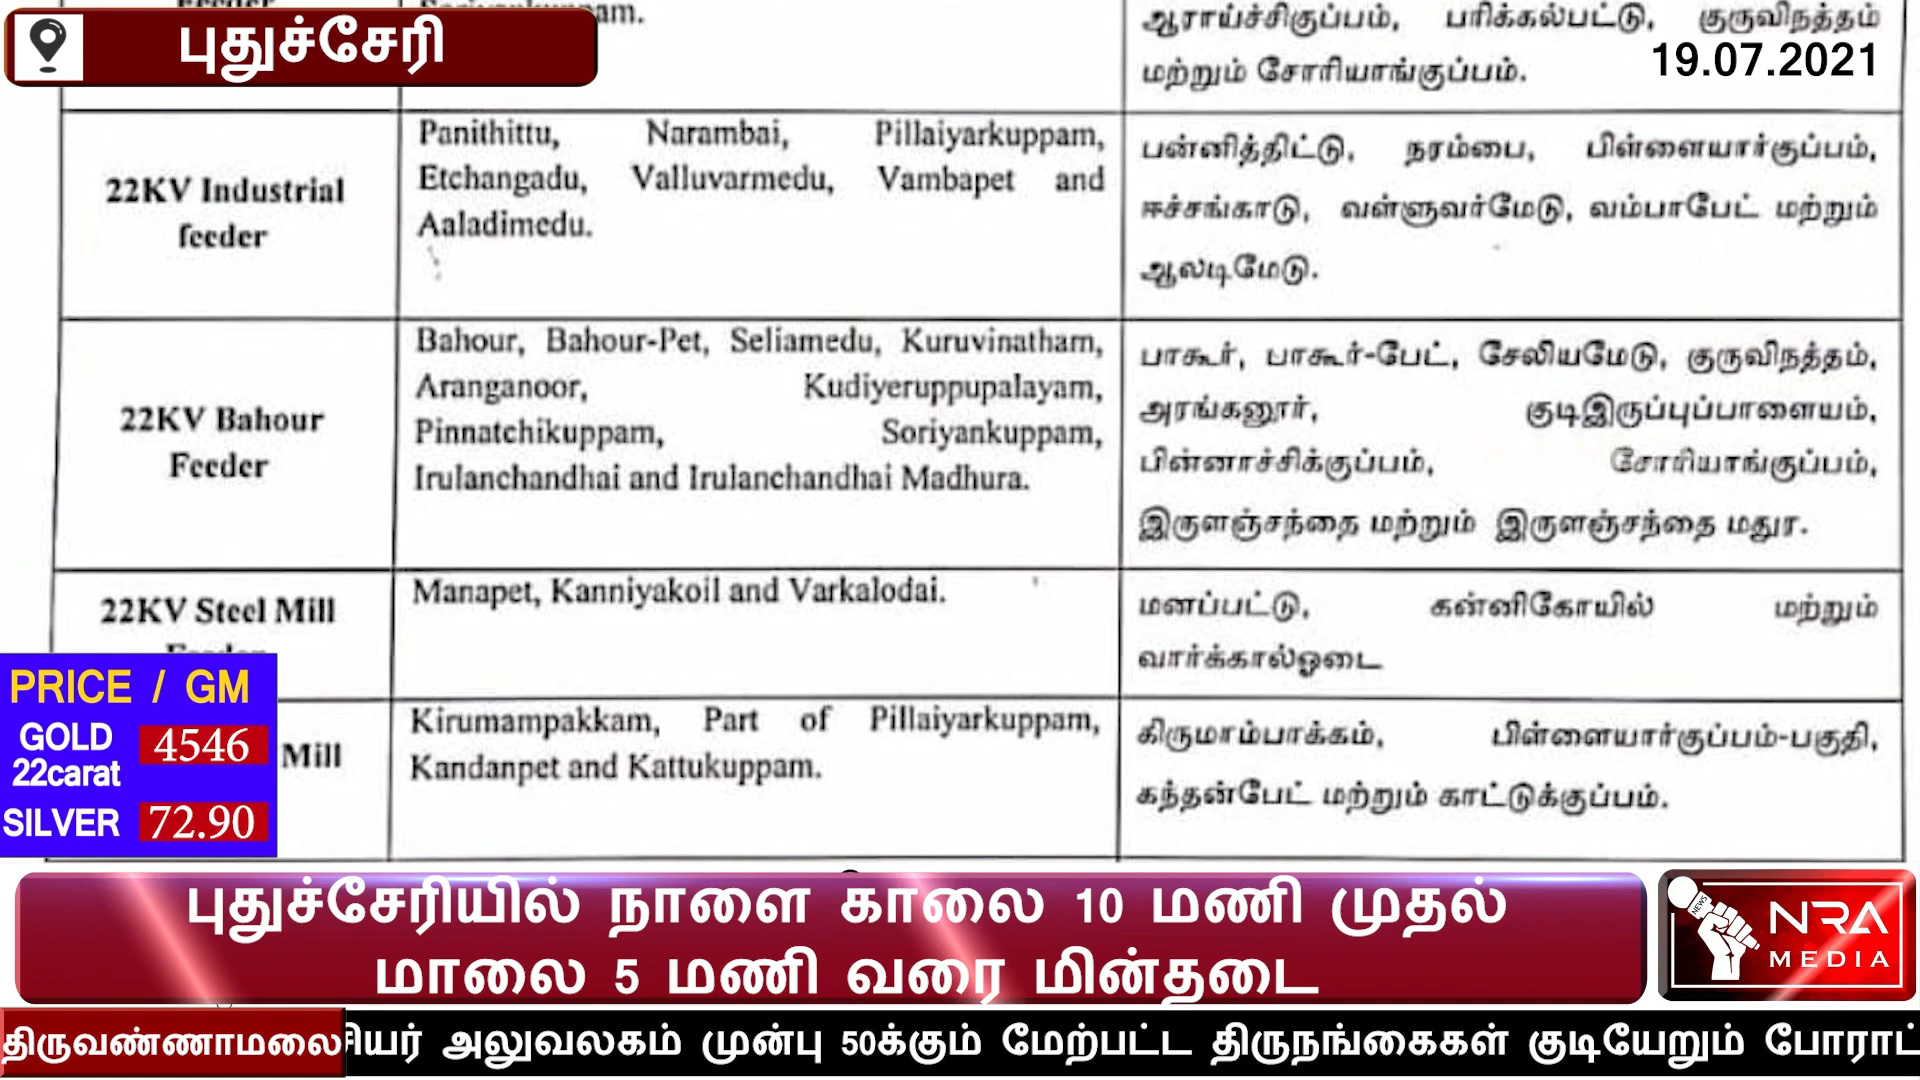 புதுச்சேரி
19.07.2021
ஆராய்ச்சிகுப்பம், பரிக்கல்பட்டு, குருவிநத்தம்
மற்றும் சோரியாங்குப்பம்.
22KV Industrial
feeder
Panithittu, Narambai, Pillaiyarkuppam,
Etchangadu, Valluvarmedu, Vambapet and
Aaladimedu.
பன்னித்திட்டு, நரம்பை, பிள்ளையார்குப்பம்,
ஈச்சங்காடு, வள்ளுவர்மேடு, வம்பாபேட் மற்றும்
ஆலடிமேடு.
22KV Bahour
Feeder
Bahour, Bahour-Pet, Seliamedu, Kuruvinatham,
Aranganoor, Kudiyeruppupalayam,
Pinnatchikuppam, Soriyankuppam,
Irulanchandhai and Irulanchandhai Madhura.
பாகூர், பாகூர்-பேட், சேலியமேடு, குருவிநத்தம்,
அரங்கனூர், குடிஇருப்புப்பாளையம்,
பின்னாச்சிக்குப்பம், சோரியாங்குப்பம்,
இருளஞ்சந்தை மற்றும் இருளஞ்சந்தை மதுர.
22KV Steel Mill
Manapet, Kanniyakoil and Varkalodai.
மனப்பட்டு, கன்னிகோயில் மற்றும்
வார்க்கால்ஓடை
Mill
Kirumampakkam, Part of Pillaiyarkuppam,
Kandanpet and Kattukuppam.
கிருமாம்பாக்கம், பிள்ளையார்குப்பம்-பகுதி,
கந்தன்பேட் மற்றும் காட்டுக்குப்பம்.
PRICE / GM
GOLD 4546
22carat
SILVER 72.90
புதுச்சேரியில் நாளை காலை 10 மணி முதல்
மாலை 5 மணி வரை மின்தடை
NEWS
NRA
MEDIA
திருவண்ணாமலை
சியர் அலுவலகம் முன்பு 50க்கும் மேற்பட்ட திருநங்கைகள் குடியேறும் போராட்